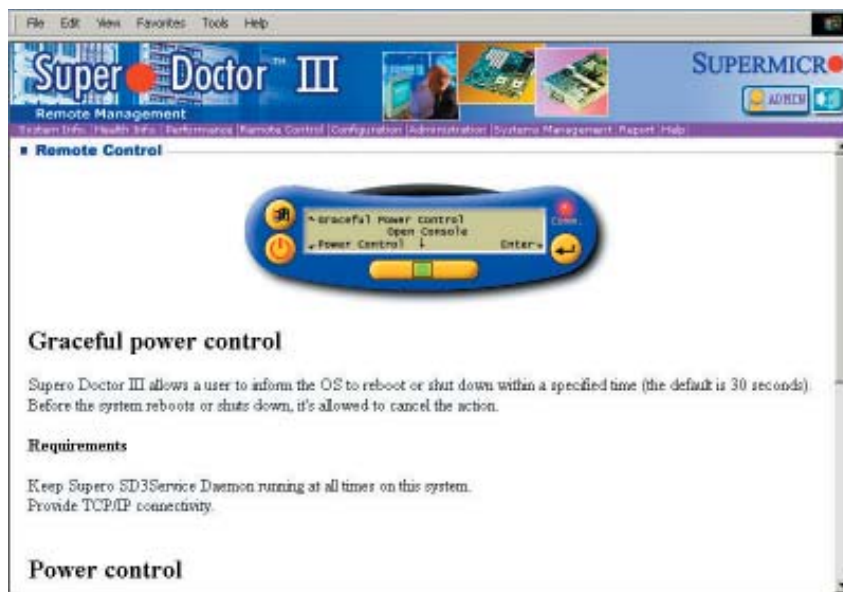 File Edit View Favorites Tools Help
Super Doctor™ III
SUPERMICR
Remote Management
ADMIN
System Info. |Health Info |Performance |Remote Control |Configuration |Administration |Systems Management |Report |Help|
Remote Control
Graceful Power Control
Open Console
Power Control ↓ Enter
Comm.
Graceful power control
Supero Doctor III allows a user to inform the OS to reboot or shut down within a specified time (the default is 30 seconds).
Before the system reboots or shuts down, it's allowed to cancel the action.
Requirements
Keep Supero SD3Service Daemon running at all times on this system.
Provide TCP/IP connectivity.
Power control